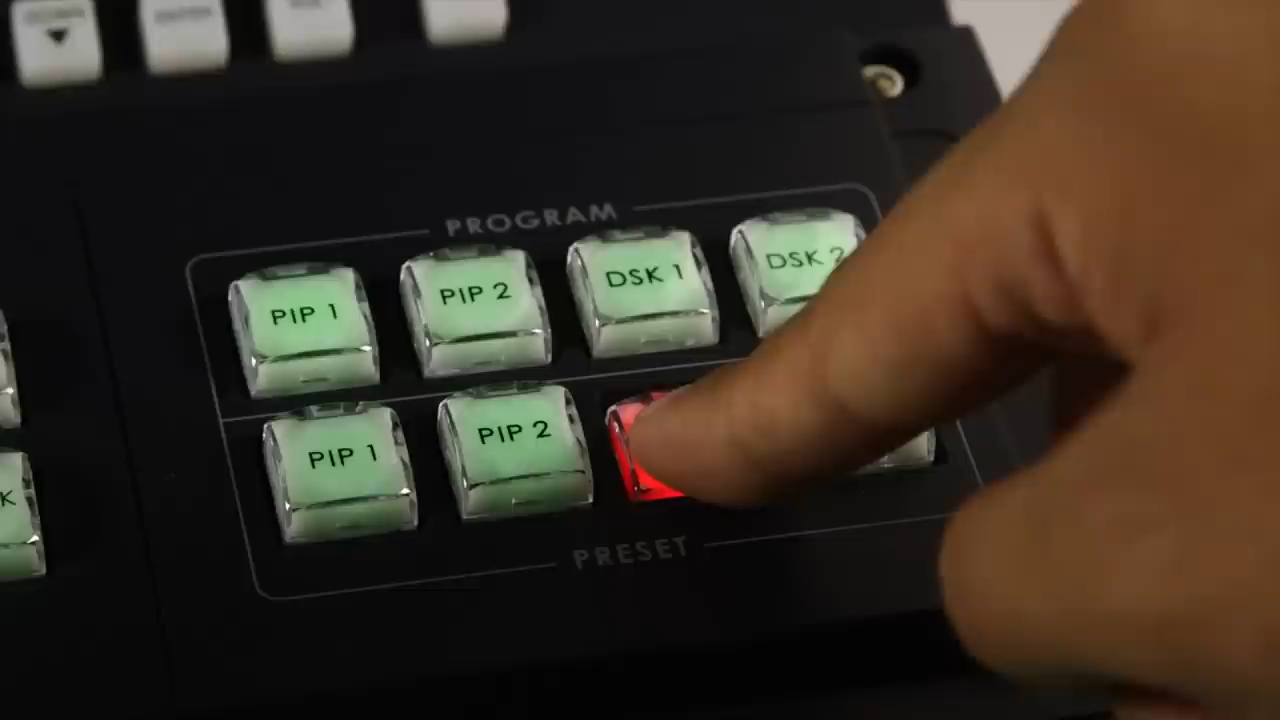 PROGRAM
PIP 1 PIP 2 DSK 1 DSK 2
PIP 1 PIP 2
K
PRESET